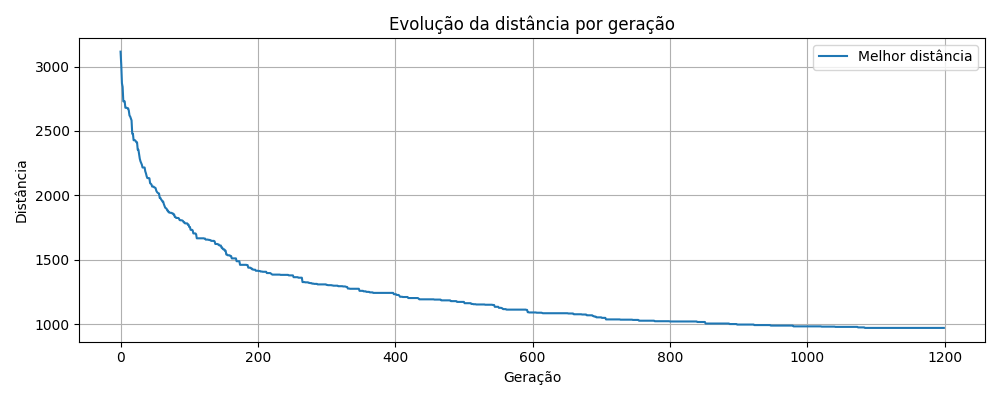 Evolução da distância por geração
Melhor distância
Distância
3000
2500
2000
1500
1000
0 200 400 600 800 1000 1200
Geração